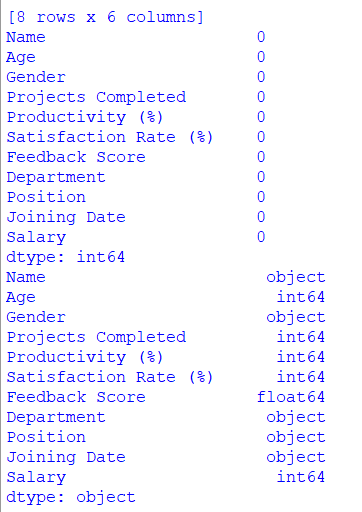 [8 rows x 6 columns]
Name                     0
Age                      0
Gender                   0
Projects Completed       0
Productivity (%)         0
Satisfaction Rate (%)    0
Feedback Score           0
Department               0
Position                 0
Joining Date             0
Salary                   0
dtype: int64
Name                      object
Age                        int64
Gender                    object
Projects Completed         int64
Productivity (%)           int64
Satisfaction Rate (%)      int64
Feedback Score           float64
Department                object
Position                  object
Joining Date              object
Salary                     int64
dtype: object